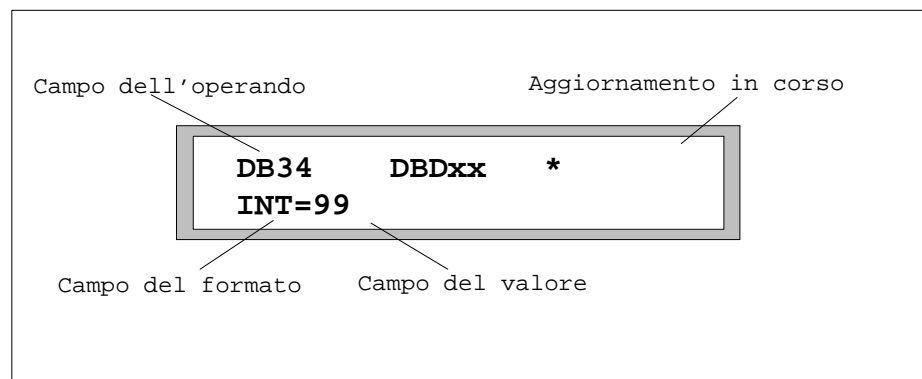 Campo dell'operando Aggiornamento in corso
DB34 DBDxx *
INT=99
Campo del formato Campo del valore